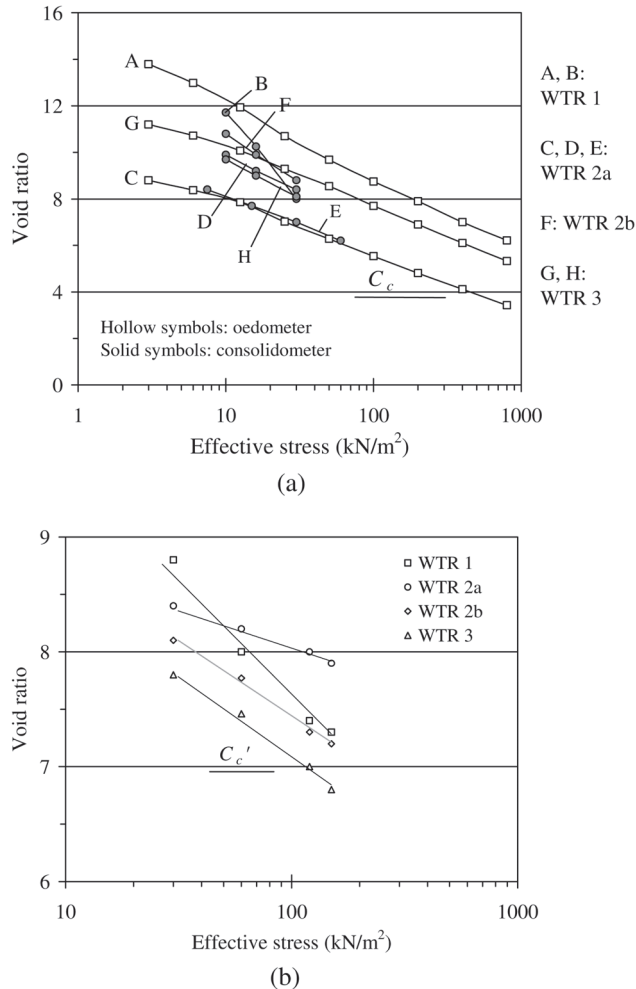 16
12
8
4
0
Void ratio
A
B
F
G
C
D
E
H
C_c
Hollow symbols: oedometer
Solid symbols: consolidometer
1
10
100
1000
Effective stress (kN/m²)
A, B:
WTR 1
C, D, E:
WTR 2a
F: WTR 2b
G, H:
WTR 3
(a)
9
8
7
6
Void ratio
WTR 1
WTR 2a
WTR 2b
WTR 3
C_c'
10
100
1000
Effective stress (kN/m²)
(b)